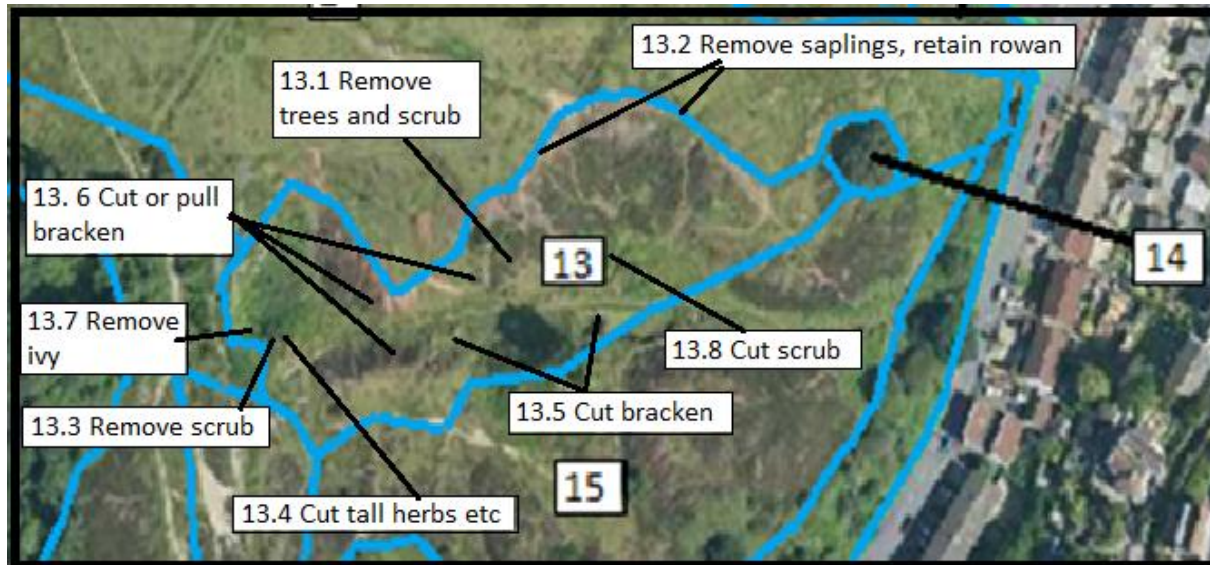 13.2 Remove saplings, retain rowan
13.1 Remove
trees and scrub
13. 6 Cut or pull
bracken
13
14
13.7 Remove
ivy
13.8 Cut scrub
13.5 Cut bracken
13.3 Remove scrub
15
13.4 Cut tall herbs etc